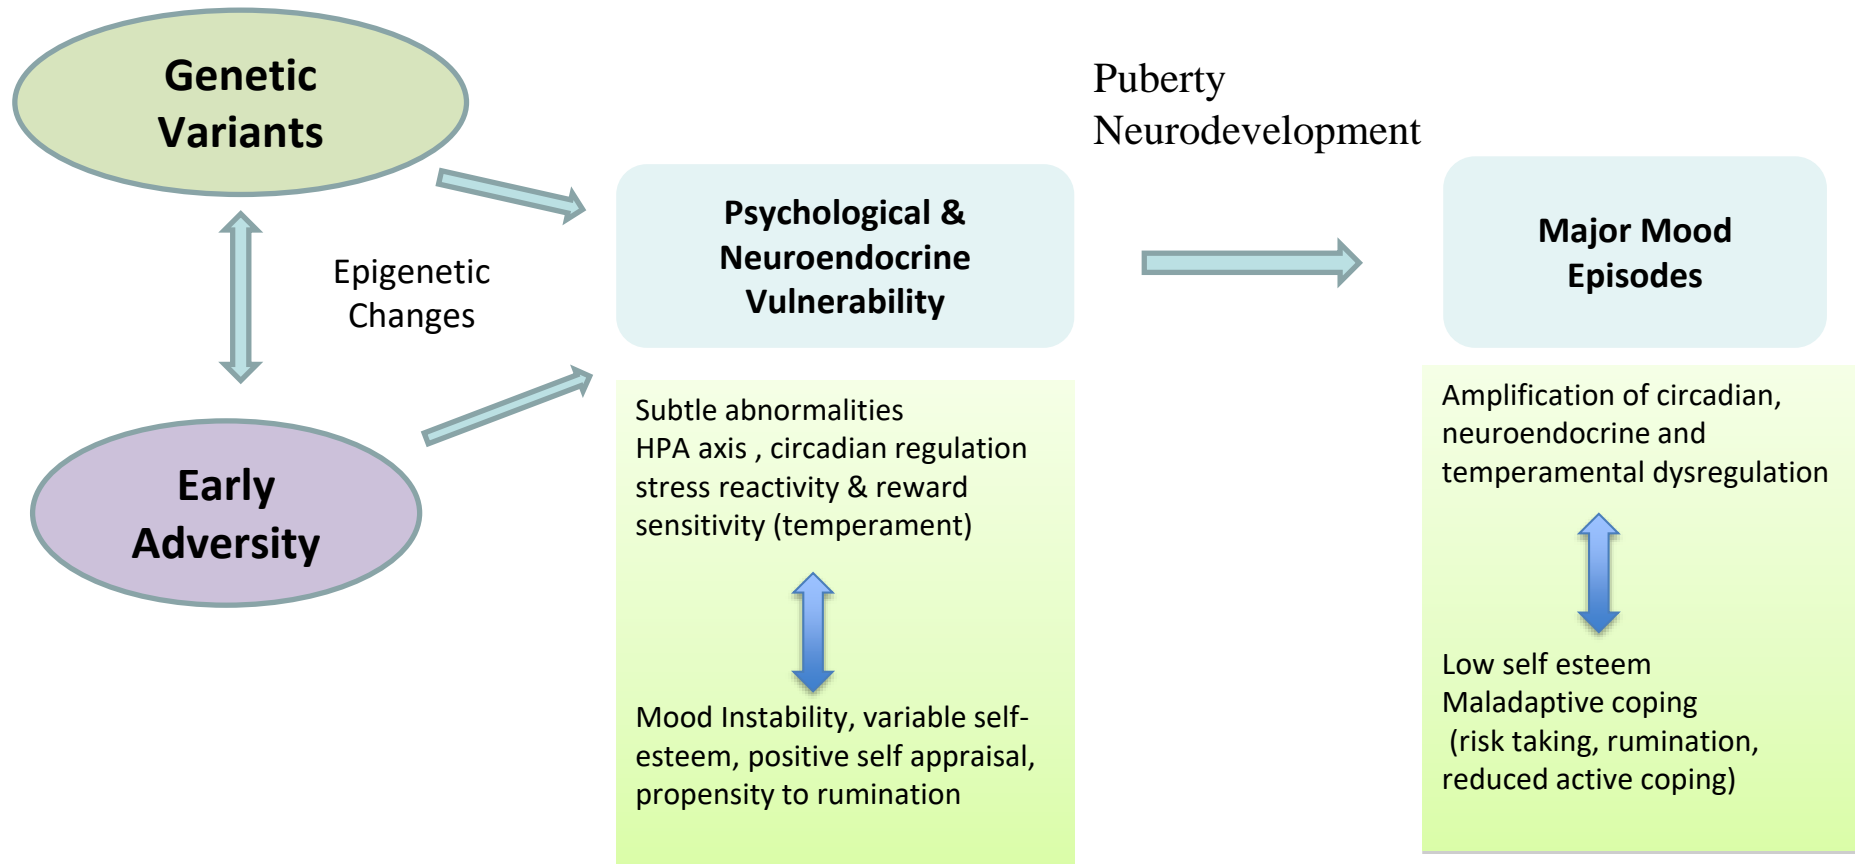 Genetic
Variants
Epigenetic
Changes
Early
Adversity
Psychological &
Neuroendocrine
Vulnerability
Subtle abnormalities
HPA axis , circadian regulation
stress reactivity & reward
sensitivity (temperament)
Mood Instability, variable self-
esteem, positive self appraisal,
propensity to rumination
Puberty
Neurodevelopment
Major Mood
Episodes
Amplification of circadian,
neuroendocrine and
temperamental dysregulation
Low self esteem
Maladaptive coping
(risk taking, rumination,
reduced active coping)